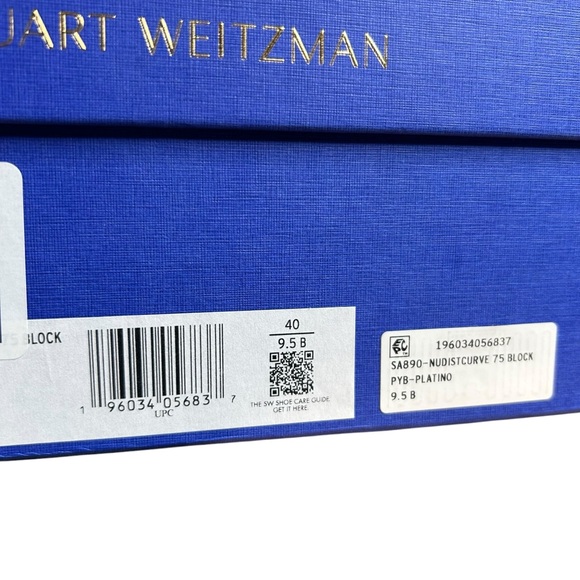 UART WEITZMAN
5 BLOCK
1 96034 05683 7
UPC
40
9.5 B
THE SW SHOE CARE GUIDE.
GET IT HERE.
196034056837
SA890-NUDISTCURVE 75 BLOCK
PYB-PLATINO
9.5 B